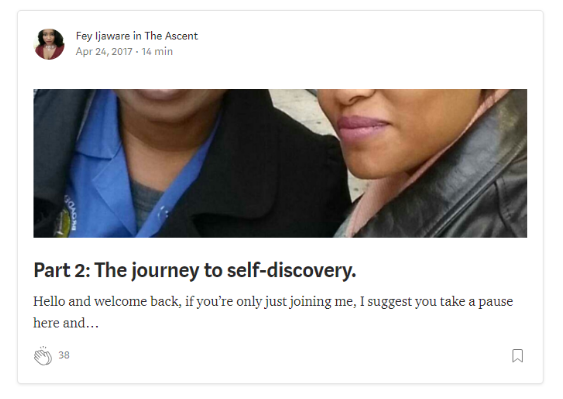 Fey Ijaware in The Ascent
Apr 24, 2017 · 14 min
Part 2: The journey to self-discovery.
Hello and welcome back, if you’re only just joining me, I suggest you take a pause
here and…
38